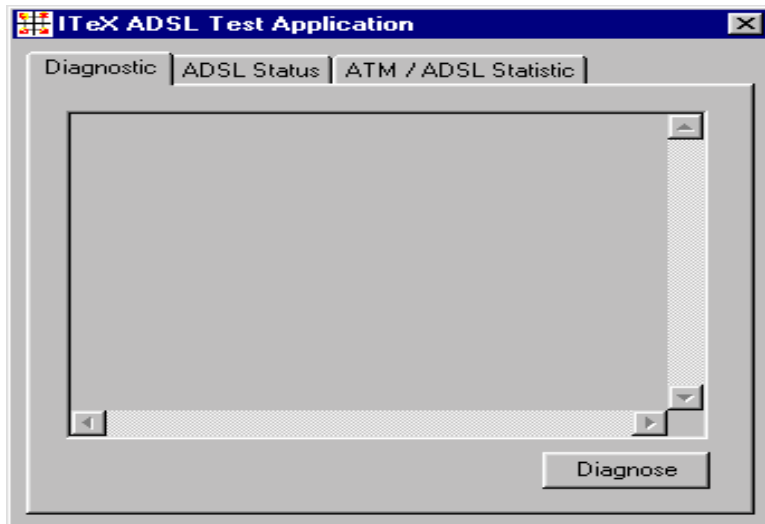 ITeX ADSL Test Application
Diagnostic ADSL Status ATM / ADSL Statistic
Diagnose